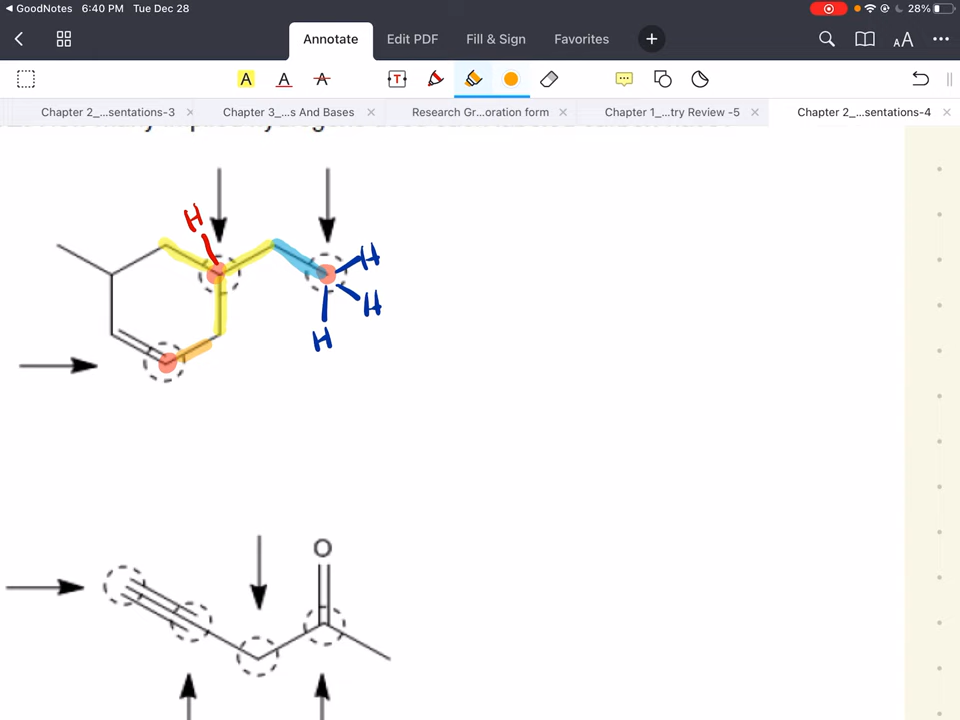 GoodNotes 6:40 PM Tue Dec 28 28%
Annotate Edit PDF Fill & Sign Favorites
AA
A A A T
Chapter 2_...sentations-3 Chapter 3_...s And Bases Research Gr...oration form Chapter 1_...try Review -5 Chapter 2_...sentations-4
H
H
H
H
O